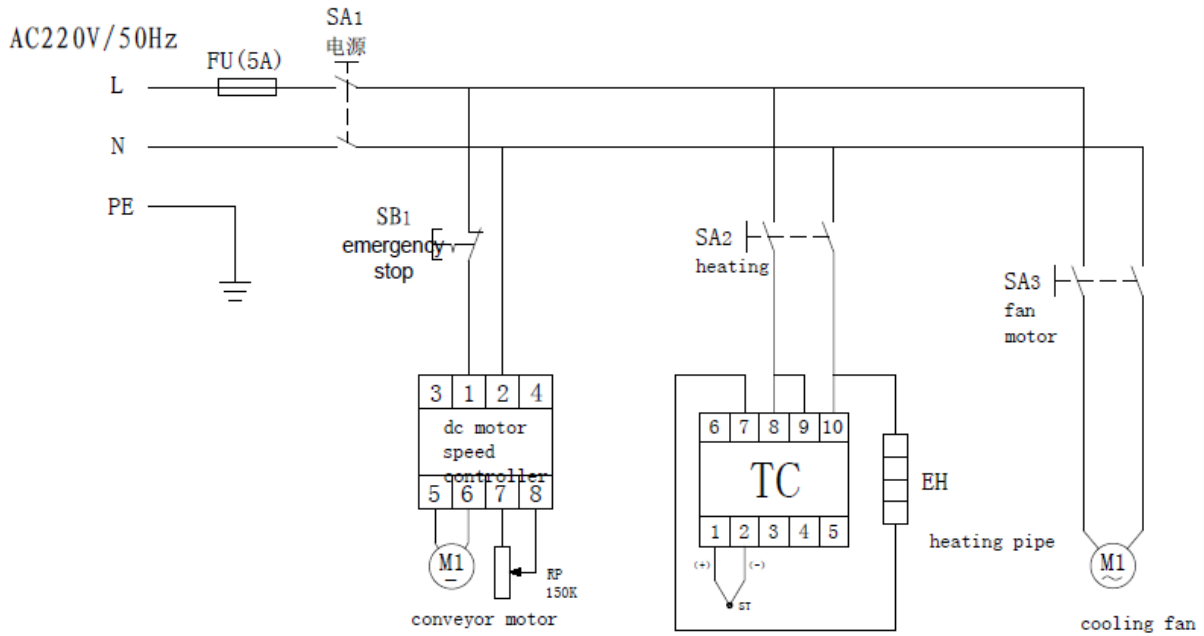 AC220V/50Hz
SA1
电源
FU(5A)
L
N
PE
SB1
emergency
stop
SA2
heating
SA3
fan
motor
3 1 2 4
dc motor
speed
controller
5 6 7 8
M1
RP
150K
conveyor motor
6 7 8 9 10
TC
1 2 3 4 5
(+) (-)
ST
EH
heating pipe
M1
~
cooling fan